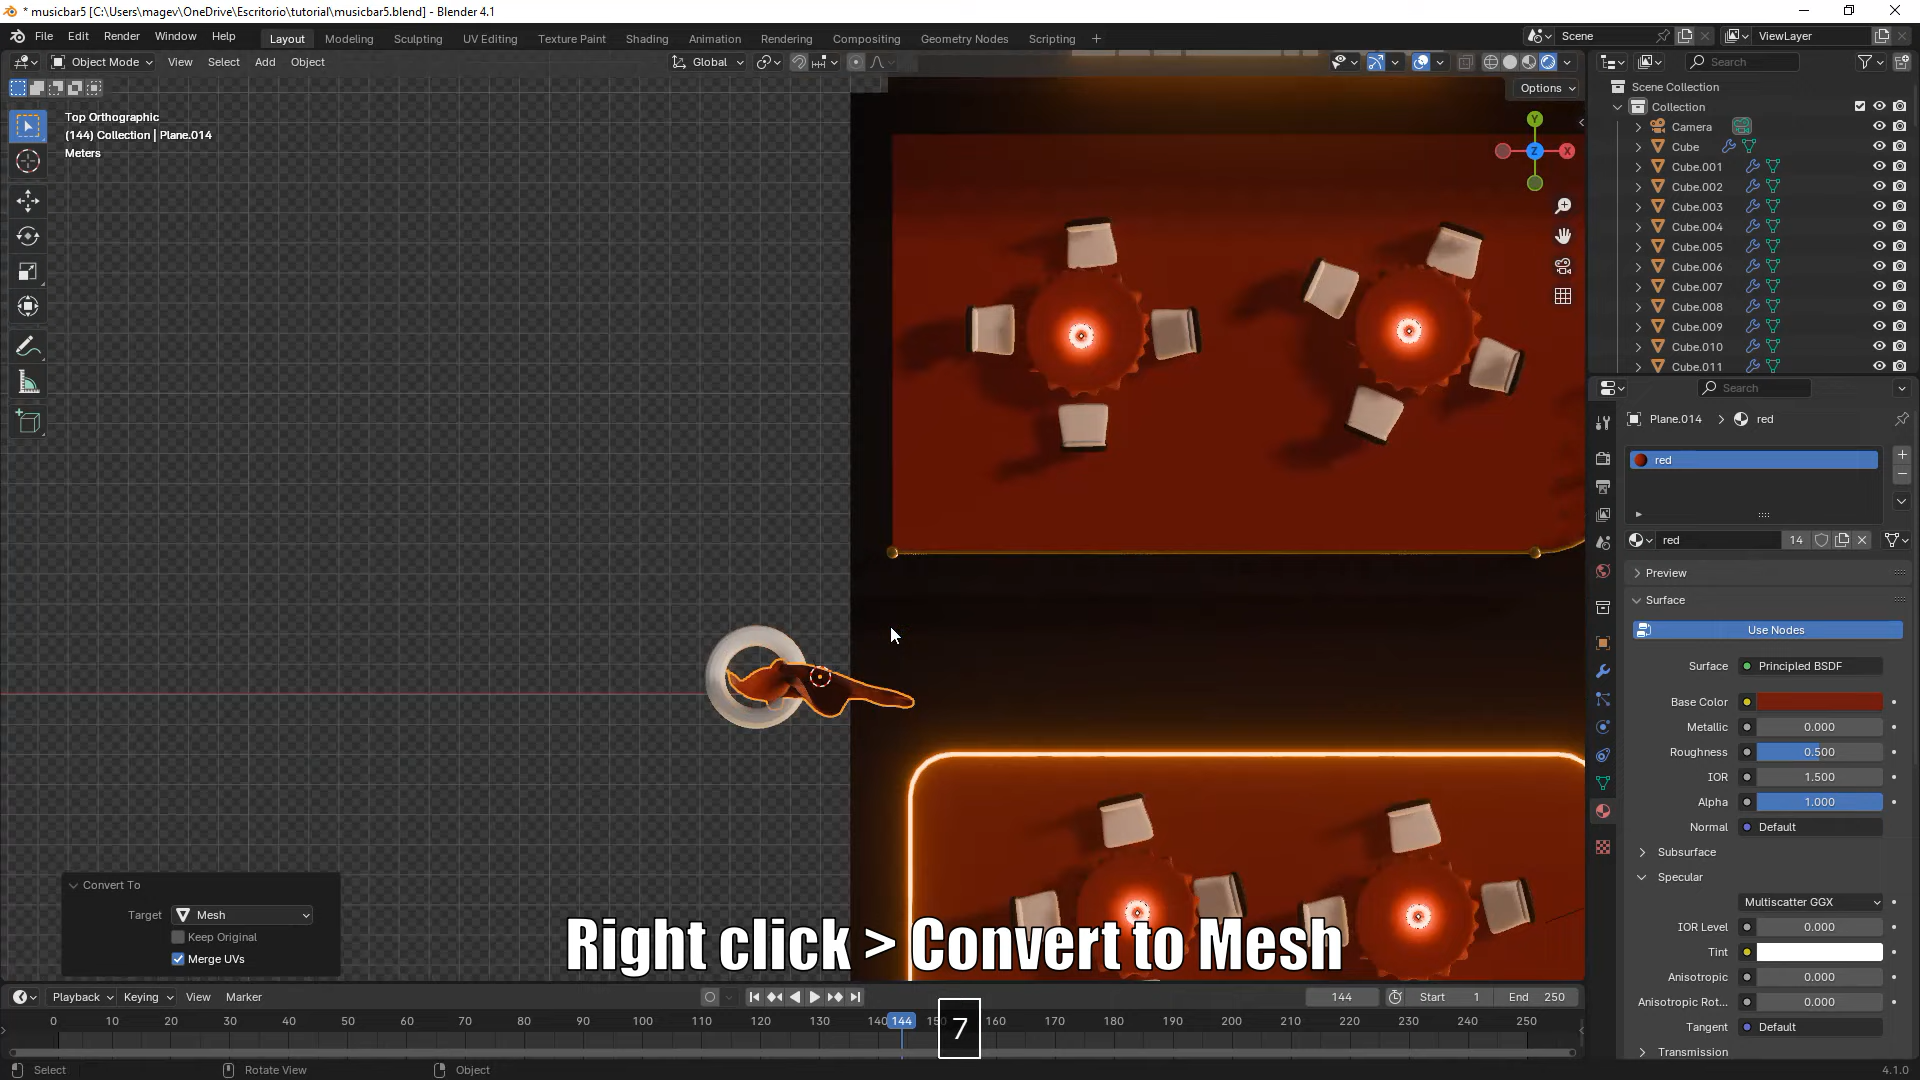 * musicbar5 [C:\Users\magev\OneDrive\Escritorio\tutorial\musicbar5.blend] - Blender 4.1
File Edit Render Window Help
Layout Modeling Sculpting UV Editing Texture Paint Shading Animation Rendering Compositing Geometry Nodes Scripting
Scene
ViewLayer
Object Mode View Select Add Object
Global
Search
Options
Top Orthographic
(144) Collection | Plane.014
Meters
Y
Z
X
Scene Collection
Collection
Camera
Cube
Cube.001
Cube.002
Cube.003
Cube.004
Cube.005
Cube.006
Cube.007
Cube.008
Cube.009
Cube.010
Cube.011
Search
Plane.014 > red
red
red 14
Preview
Surface
Use Nodes
Surface Principled BSDF
Base Color
Metallic 0.000
Roughness 0.500
IOR 1.500
Alpha 1.000
Normal Default
Subsurface
Specular
Multiscatter GGX
IOR Level 0.000
Tint
Anisotropic 0.000
Anisotropic Rot... 0.000
Tangent Default
Transmission
Convert To
Target Mesh
Keep Original
Merge UVs
Right click > Convert to Mesh
Playback Keying View Marker
144
Start 1
End 250
0 10 20 30 40 50 60 70 80 90 100 110 120 130 140 144 160 170 180 190 200 210 220 230 240 250
7
Select
Rotate View
Object
4.1.0